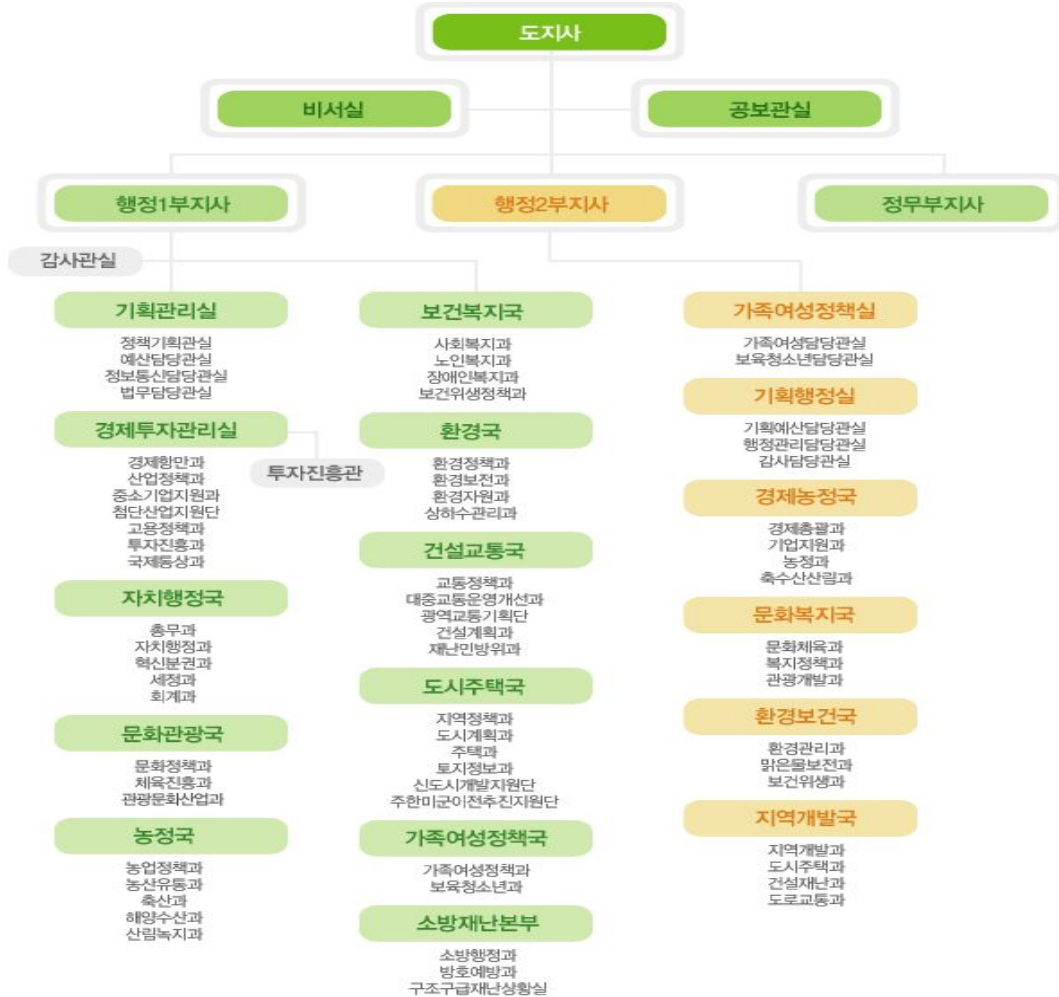 도지사
비서실
공보관실
행정1부지사
행정2부지사
정무부지사
감사관실
기획관리실
정책기획관실
예산담당관실
정보통신담당관실
법무담당관실
경제투자관리실
투자진흥관
경제항만과
산업정책과
중소기업지원과
첨단산업지원단
고용정책과
투자진흥과
국제통상과
자치행정국
총무과
자치행정과
혁신분권과
세정과
회계과
문화관광국
문화정책과
체육진흥과
관광문화산업과
농정국
농업정책과
농산유통과
축산과
해양수산과
산림녹지과
보건복지국
사회복지과
노인복지과
장애인복지과
보건위생정책과
환경국
환경정책과
환경보전과
환경자원과
상하수관리과
건설교통국
교통정책과
대중교통운영개선과
광역교통기획단
건설계획과
재난민방위과
도시주택국
지역정책과
도시계획과
주택과
토지정보과
신도시개발지원단
주한미군이전추진지원단
가족여성정책국
가족여성정책과
보육청소년과
소방재난본부
소방행정과
방호예방과
구조구급재난상황실
가족여성정책실
가족여성담당관실
보육청소년담당관실
기획행정실
기획예산담당관실
행정관리담당관실
감사담당관실
경제농정국
경제총괄과
기업지원과
농정과
축수산산림과
문화복지국
문화체육과
복지정책과
관광개발과
환경보건국
환경관리과
맑은물보전과
보건위생과
지역개발국
지역개발과
도시주택과
건설재난과
도로교통과